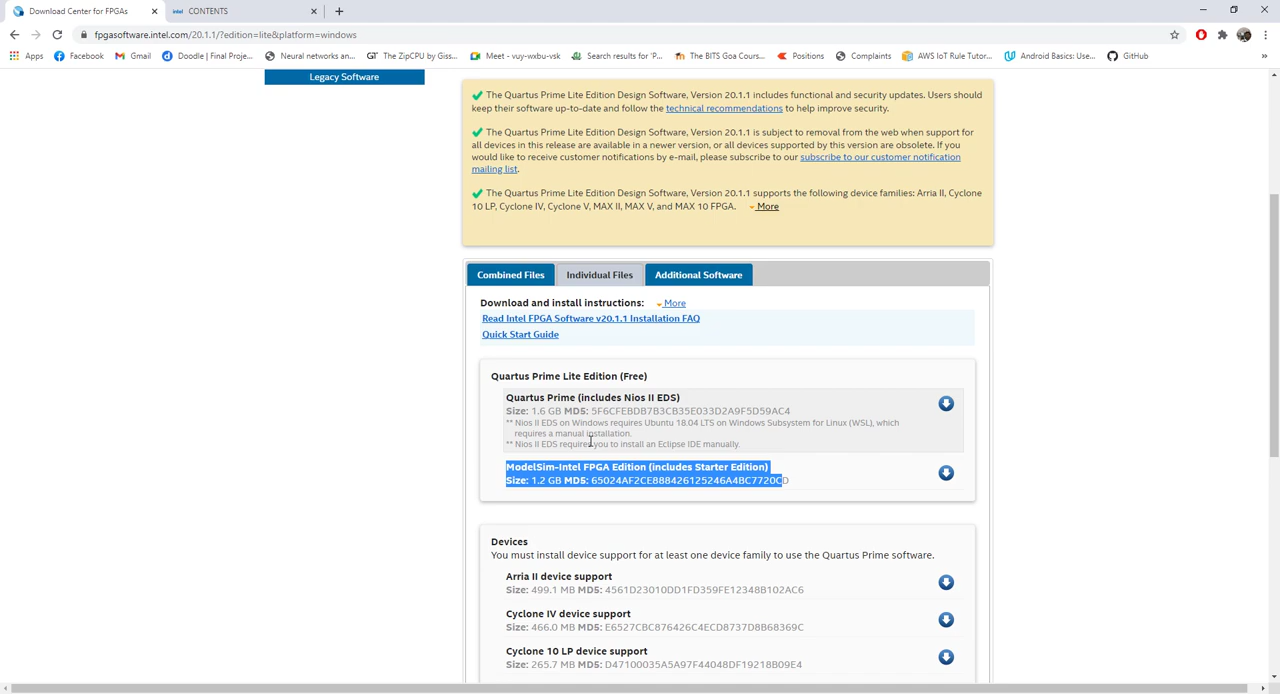 Download Center for FPGAs
CONTENTS
fpgasoftware.intel.com/20.1.1/?edition=lite&platform=windows
Apps
Facebook
Gmail
Doodle | Final Projec...
Neural networks an...
The ZipCPU by Giss...
Meet - vuy-wxbu-vsk
Search results for 'P...
The BITS Goa Cours...
Positions
Complaints
AWS IoT Rule Tutor...
Android Basics: Use...
GitHub
»
Legacy Software
The Quartus Prime Lite Edition Design Software, Version 20.1.1 includes functional and security updates. Users should
keep their software up-to-date and follow the technical recommendations to help improve security.
The Quartus Prime Lite Edition Design Software, Version 20.1.1 is subject to removal from the web when support for
all devices in this release are available in a newer version, or all devices supported by this version are obsolete. If you
would like to receive customer notifications by e-mail, please subscribe to our subscribe to our customer notification
mailing list.
The Quartus Prime Lite Edition Design Software, Version 20.1.1 supports the following device families: Arria II, Cyclone
10 LP, Cyclone IV, Cyclone V, MAX II, MAX V, and MAX 10 FPGA. More
Combined Files
Individual Files
Additional Software
Download and install instructions: More
Read Intel FPGA Software v20.1.1 Installation FAQ
Quick Start Guide
Quartus Prime Lite Edition (Free)
Quartus Prime (includes Nios II EDS)
Size: 1.6 GB MD5: 5F6CFEBDB7B3CB35E033D2A9F5D59AC4
** Nios II EDS on Windows requires Ubuntu 18.04 LTS on Windows Subsystem for Linux (WSL), which
requires a manual installation.
** Nios II EDS requires you to install an Eclipse IDE manually.
ModelSim-Intel FPGA Edition (includes Starter Edition)
Size: 1.2 GB MD5: 65024AF2CE888426125246A4BC7720CD
Devices
You must install device support for at least one device family to use the Quartus Prime software.
Arria II device support
Size: 499.1 MB MD5: 4561D23010DD1FD359FE12348B102AC6
Cyclone IV device support
Size: 466.0 MB MD5: E6527CBC876426C4ECD8737D8B68369C
Cyclone 10 LP device support
Size: 265.7 MB MD5: D47100035A5A97F44048DF19218B09E4